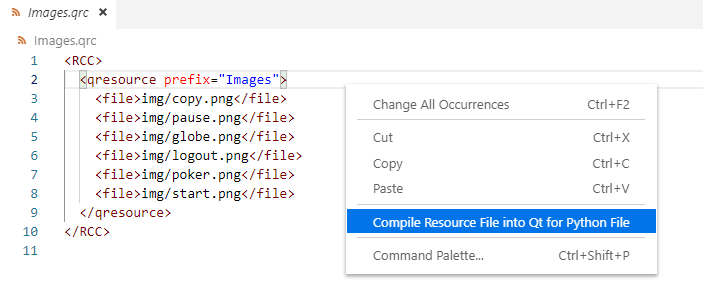 Images.qrc
Images.qrc
1 <RCC>
2 <qresource prefix="Images">
3 <file>img/copy.png</file>
4 <file>img/pause.png</file>
5 <file>img/globe.png</file>
6 <file>img/logout.png</file>
7 <file>img/poker.png</file>
8 <file>img/start.png</file>
9 </qresource>
10 </RCC>
11
Change All Occurrences Ctrl+F2
Cut Ctrl+X
Copy Ctrl+C
Paste Ctrl+V
Compile Resource File into Qt for Python File
Command Palette... Ctrl+Shift+P